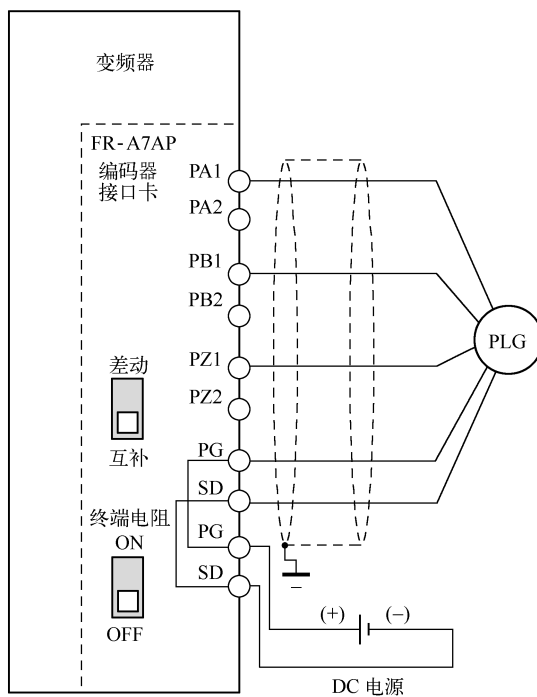 变频器
FR-A7AP
编码器
接口卡
PA1
PA2
PB1
PB2
PZ1
PZ2
差动
互补
PG
SD
PG
SD
终端电阻
ON
OFF
PLG
(+)
(−)
DC 电源